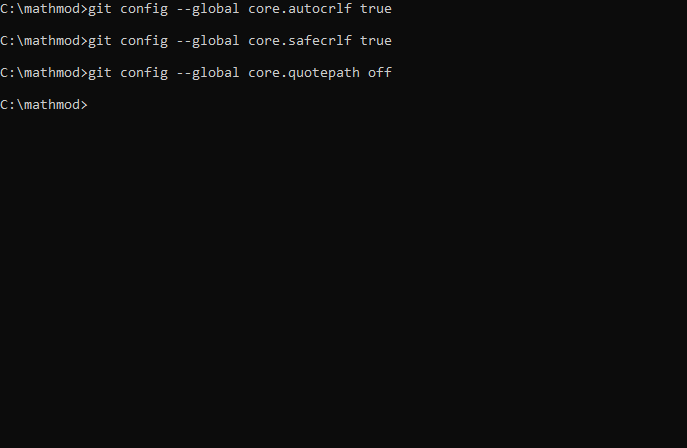 C:\mathmod>git config --global core.autocrlf true
C:\mathmod>git config --global core.safecrlf true
C:\mathmod>git config --global core.quotepath off
C:\mathmod>